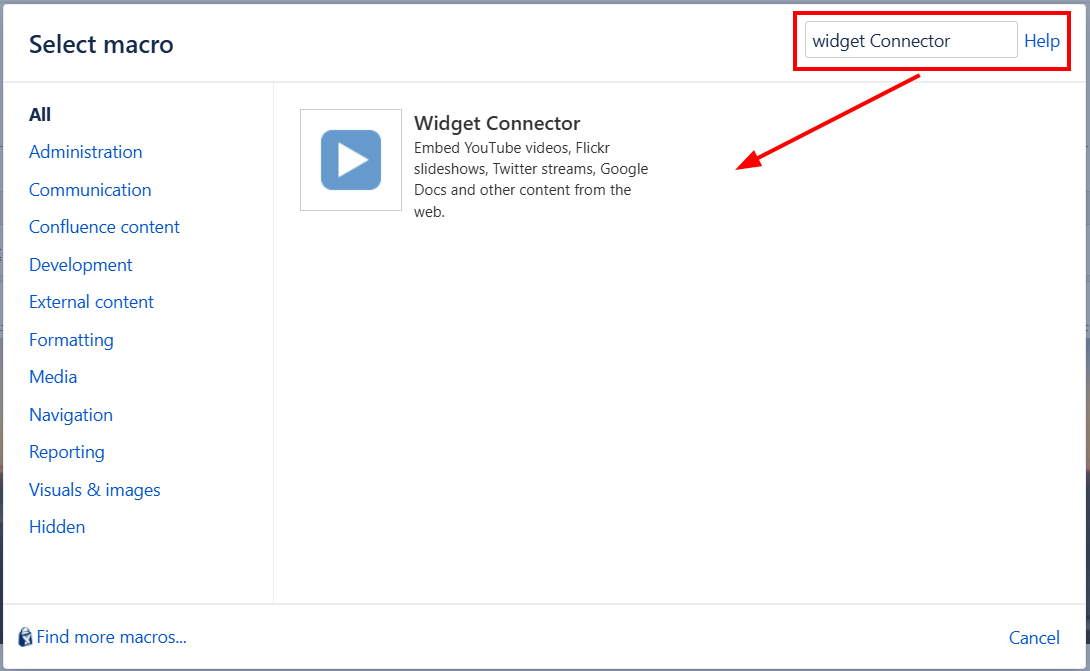 Select macro
widget Connector
Help
All
Administration
Communication
Confluence content
Development
External content
Formatting
Media
Navigation
Reporting
Visuals & images
Hidden
Widget Connector
Embed YouTube videos, Flickr
slideshows, Twitter streams, Google
Docs and other content from the
web.
Find more macros...
Cancel